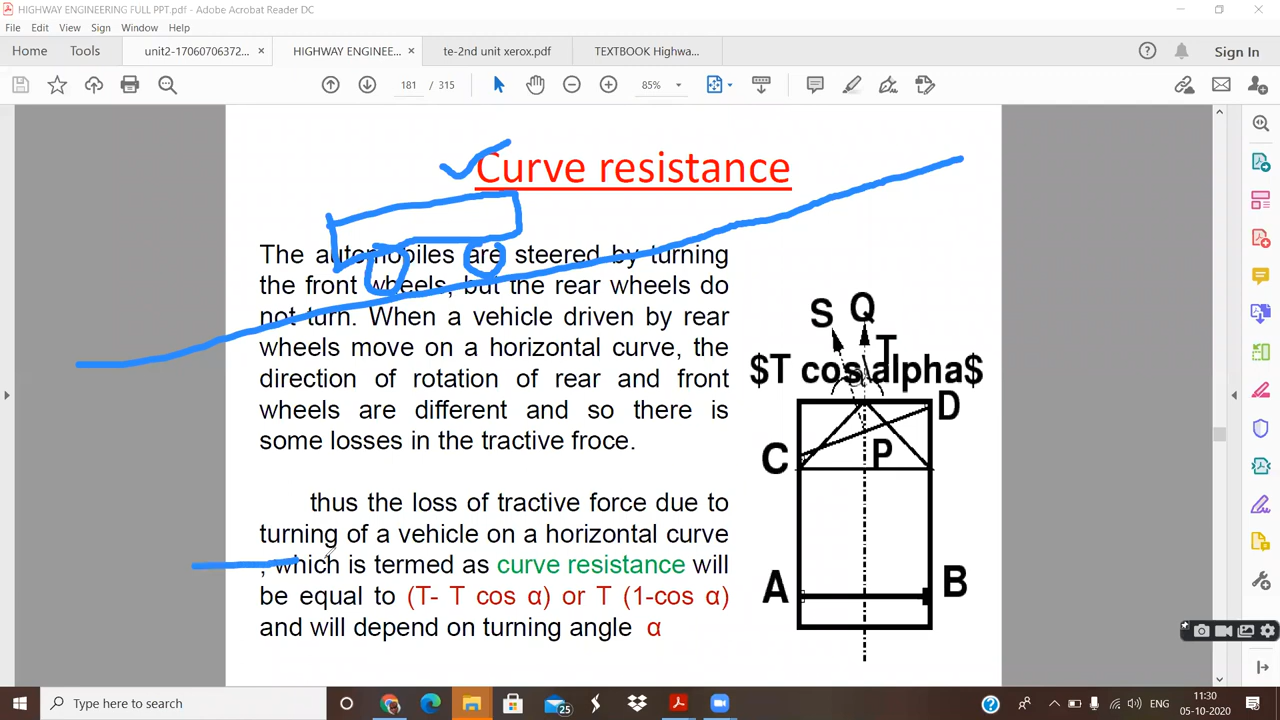 HIGHWAY ENGINEERING FULL PPT.pdf - Adobe Acrobat Reader DC
File Edit View Sign Window Help
Home Tools unit2-17060706372... × HIGHWAY ENGINEE... × te-2nd unit xerox.pdf TEXTBOOK Highwa... Sign In
181 / 315 85%
Curve resistance
The automobiles are steered by turning
the front wheels, but the rear wheels do
not turn. When a vehicle driven by rear
wheels move on a horizontal curve, the
direction of rotation of rear and front
wheels are different and so there is
some losses in the tractive froce.
thus the loss of tractive force due to
turning of a vehicle on a horizontal curve
, which is termed as curve resistance will
be equal to (T- T cos α) or T (1-cos α)
and will depend on turning angle α
S Q
T
$T cos alpha$
D
C P
A B
Type here to search
25
ENG
11:30
05-10-2020